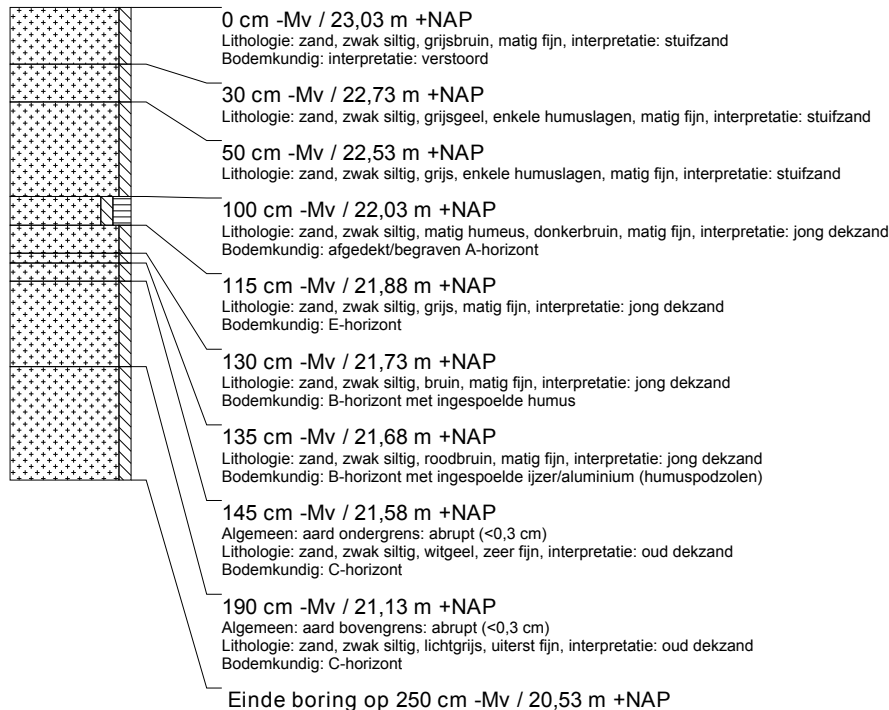 0 cm -Mv / 23,03 m +NAP
Lithologie: zand, zwak siltig, grijsbruin, matig fijn, interpretatie: stuifzand
Bodemkundig: interpretatie: verstoord
30 cm -Mv / 22,73 m +NAP
Lithologie: zand, zwak siltig, grijsgeel, enkele humuslagen, matig fijn, interpretatie: stuifzand
50 cm -Mv / 22,53 m +NAP
Lithologie: zand, zwak siltig, grijs, enkele humuslagen, matig fijn, interpretatie: stuifzand
100 cm -Mv / 22,03 m +NAP
Lithologie: zand, zwak siltig, matig humeus, donkerbruin, matig fijn, interpretatie: jong dekzand
Bodemkundig: afgedekt/begraven A-horizont
115 cm -Mv / 21,88 m +NAP
Lithologie: zand, zwak siltig, grijs, matig fijn, interpretatie: jong dekzand
Bodemkundig: E-horizont
130 cm -Mv / 21,73 m +NAP
Lithologie: zand, zwak siltig, bruin, matig fijn, interpretatie: jong dekzand
Bodemkundig: B-horizont met ingespoelde humus
135 cm -Mv / 21,68 m +NAP
Lithologie: zand, zwak siltig, roodbruin, matig fijn, interpretatie: jong dekzand
Bodemkundig: B-horizont met ingespoelde ijzer/aluminium (humuspodzolen)
145 cm -Mv / 21,58 m +NAP
Algemeen: aard ondergrens: abrupt (<0,3 cm)
Lithologie: zand, zwak siltig, witgeel, zeer fijn, interpretatie: oud dekzand
Bodemkundig: C-horizont
190 cm -Mv / 21,13 m +NAP
Algemeen: aard bovengrens: abrupt (<0,3 cm)
Lithologie: zand, zwak siltig, lichtgrijs, uiterst fijn, interpretatie: oud dekzand
Bodemkundig: C-horizont
Einde boring op 250 cm -Mv / 20,53 m +NAP